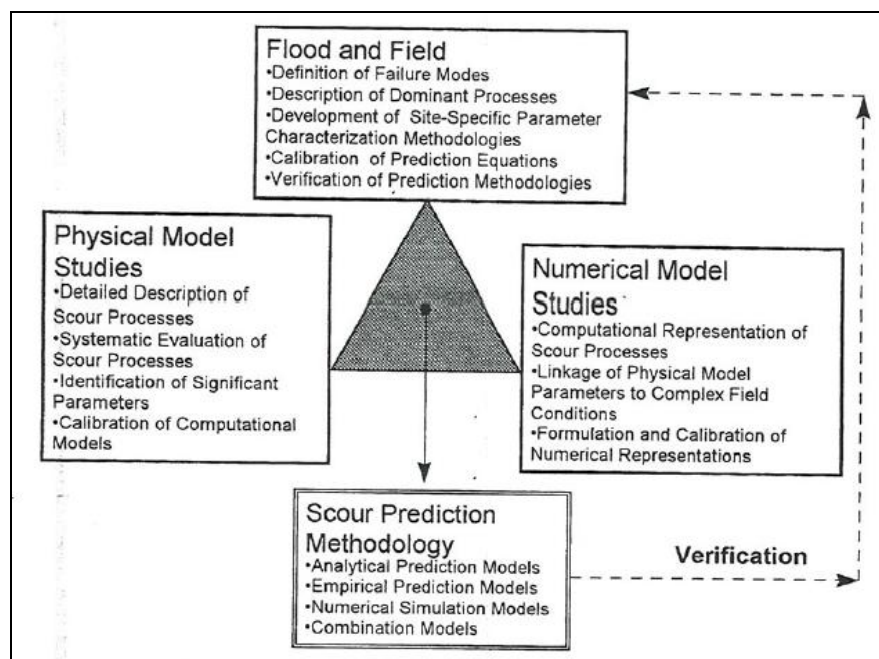 Flood and Field
•Definition of Failure Modes
•Description of Dominant Processes
•Development of Site-Specific Parameter
Characterization Methodologies
•Calibration of Prediction Equations
•Verification of Prediction Methodologies
Physical Model
Studies
•Detailed Description of
Scour Processes
•Systematic Evaluation of
Scour Processes
•Identification of Significant
Parameters
•Calibration of Computational
Models
Numerical Model
Studies
•Computational Representation of
Scour Processes
•Linkage of Physical Model
Parameters to Complex Field
Conditions
•Formulation and Calibration of
Numerical Representations
Scour Prediction
Methodology
•Analytical Prediction Models
•Empirical Prediction Models
•Numerical Simulation Models
•Combination Models
Verification